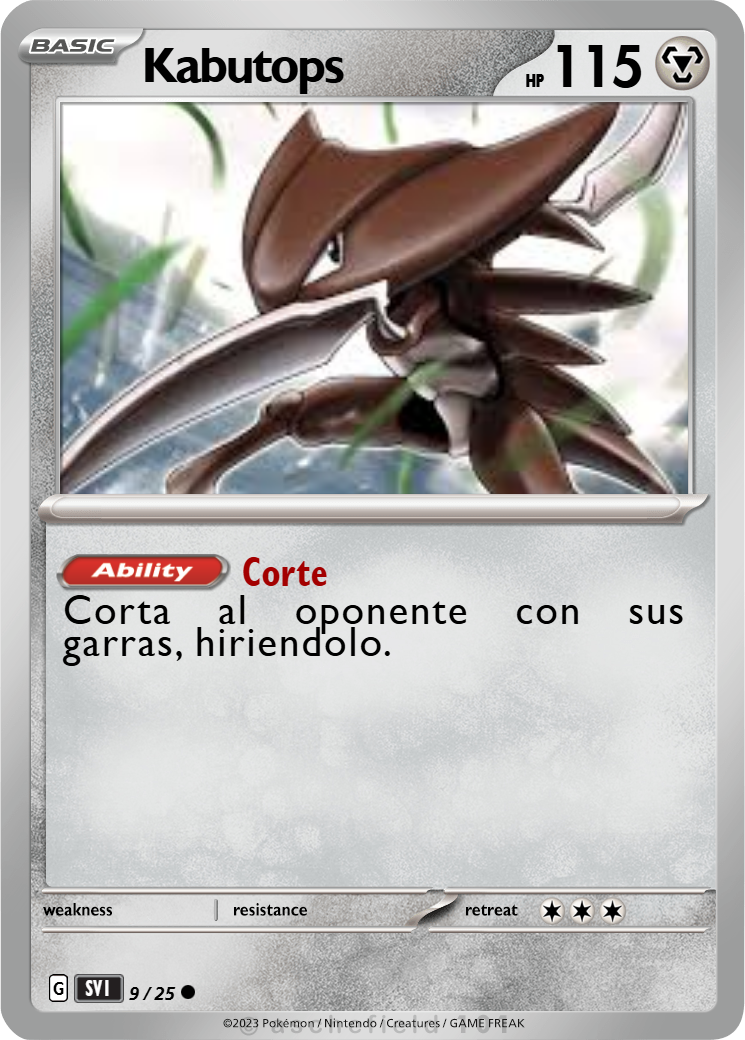 BASIC Kabutops HP 115
Ability Corte
Corta al oponente con sus
garras, hiriendolo.
weakness resistance retreat
G SVI 9 / 25
©2023 Pokémon / Nintendo / Creatures / GAME FREAK